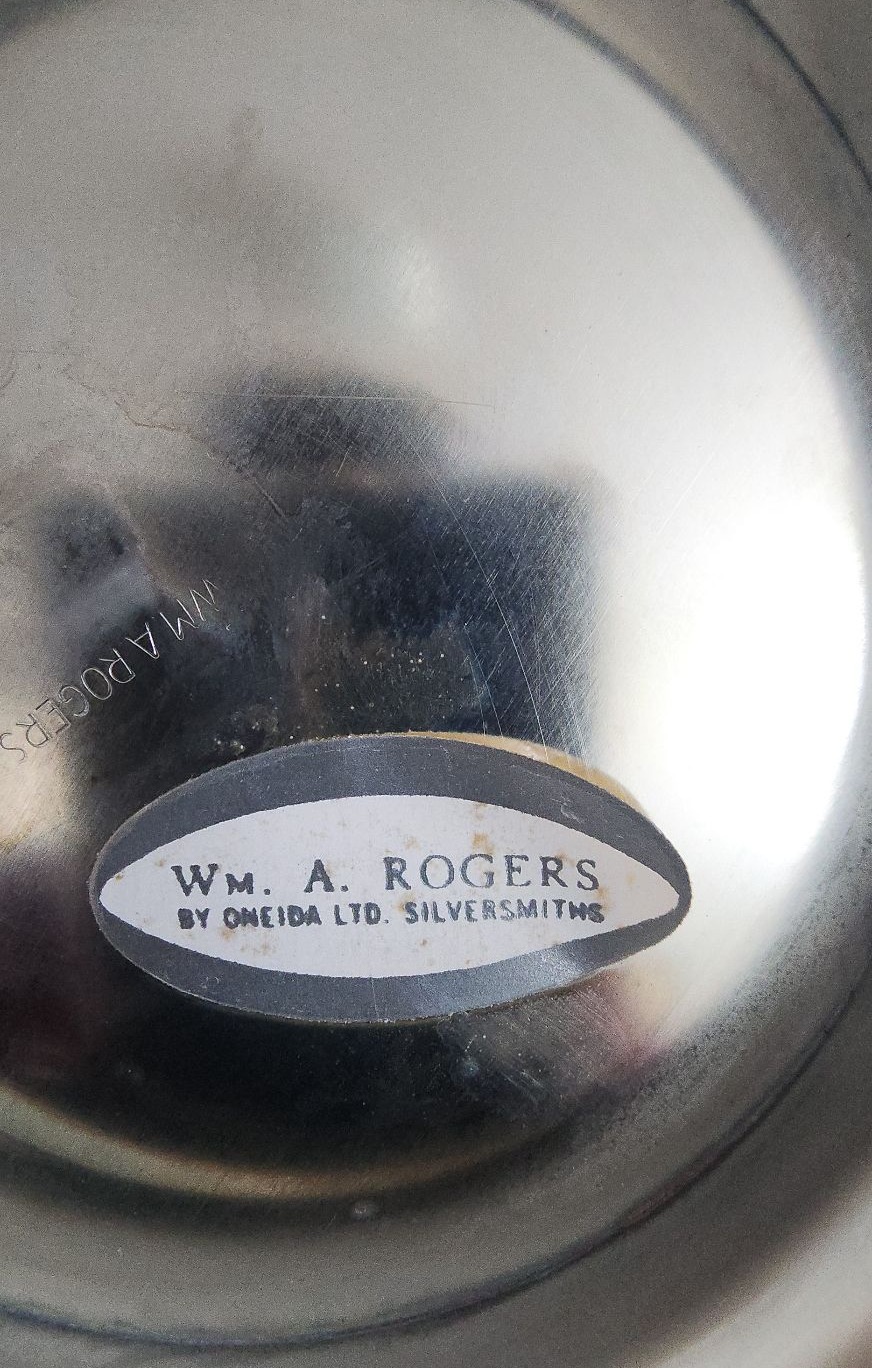 WM A ROGERS
WM. A. ROGERS
BY ONEIDA LTD. SILVERSMITHS